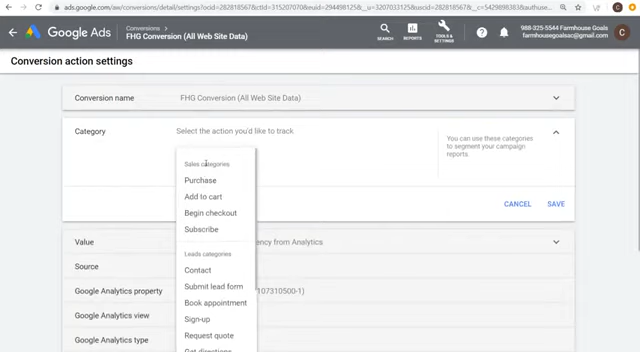 ads.google.com/aw/conversions/detail/settings?ocid=282818567&ctId=315207070&euid=294498125&__u=3207033125&uscid=282818567&__c=5429898383&authuse...
Google Ads
Conversions
FHG Conversion (All Web Site Data)
SEARCH
REPORTS
TOOLS & SETTINGS
988-325-5544 Farmhouse Goals
farmhousegoalsac@gmail.com
C
Conversion action settings
Conversion name
FHG Conversion (All Web Site Data)
Category
Select the action you'd like to track
You can use these categories
to segment your campaign
reports.
Sales categories
Purchase
Add to cart
Begin checkout
Subscribe
CANCEL
SAVE
Value
ency from Analytics
Leads categories
Source
Contact
Google Analytics property
Submit lead form
107310500-1)
Book appointment
Google Analytics view
Sign-up
Request quote
Google Analytics type
Get directions